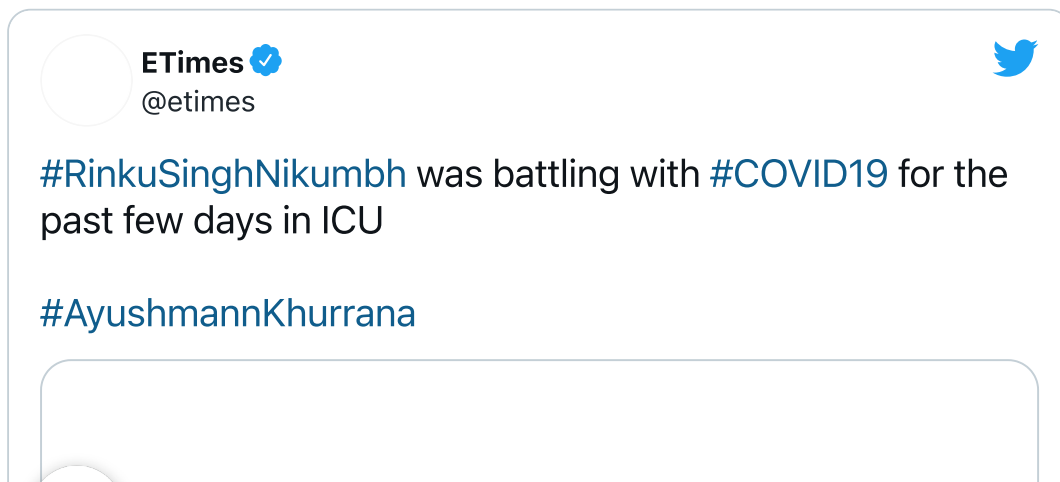 ETimes
@etimes
#RinkuSinghNikumbh was battling with #COVID19 for the
past few days in ICU
#AyushmannKhurrana